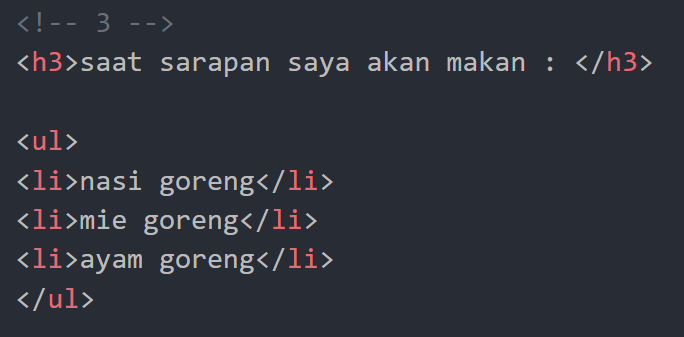 <!-- 3 -->
<h3>saat sarapan saya akan makan : </h3>
<ul>
<li>nasi goreng</li>
<li>mie goreng</li>
<li>ayam goreng</li>
</ul>